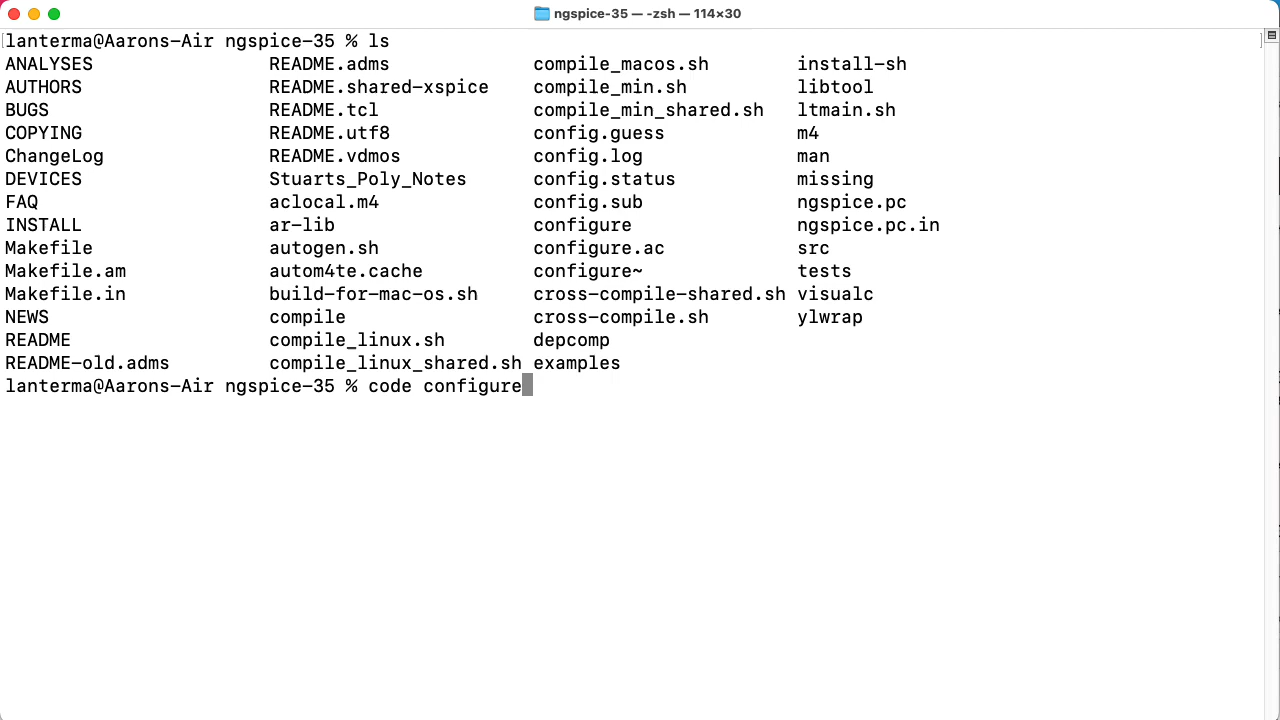 ngspice-35 — -zsh — 114×30
lanterma@Aarons-Air ngspice-35 % ls
ANALYSES README.adms compile_macos.sh install-sh
AUTHORS README.shared-xspice compile_min.sh libtool
BUGS README.tcl compile_min_shared.sh ltmain.sh
COPYING README.utf8 config.guess m4
ChangeLog README.vdmos config.log man
DEVICES Stuarts_Poly_Notes config.status missing
FAQ aclocal.m4 config.sub ngspice.pc
INSTALL ar-lib configure ngspice.pc.in
Makefile autogen.sh configure.ac src
Makefile.am autom4te.cache configure~ tests
Makefile.in build-for-mac-os.sh cross-compile-shared.sh visualc
NEWS compile cross-compile.sh ylwrap
README compile_linux.sh depcomp
README-old.adms compile_linux_shared.sh examples
lanterma@Aarons-Air ngspice-35 % code configure